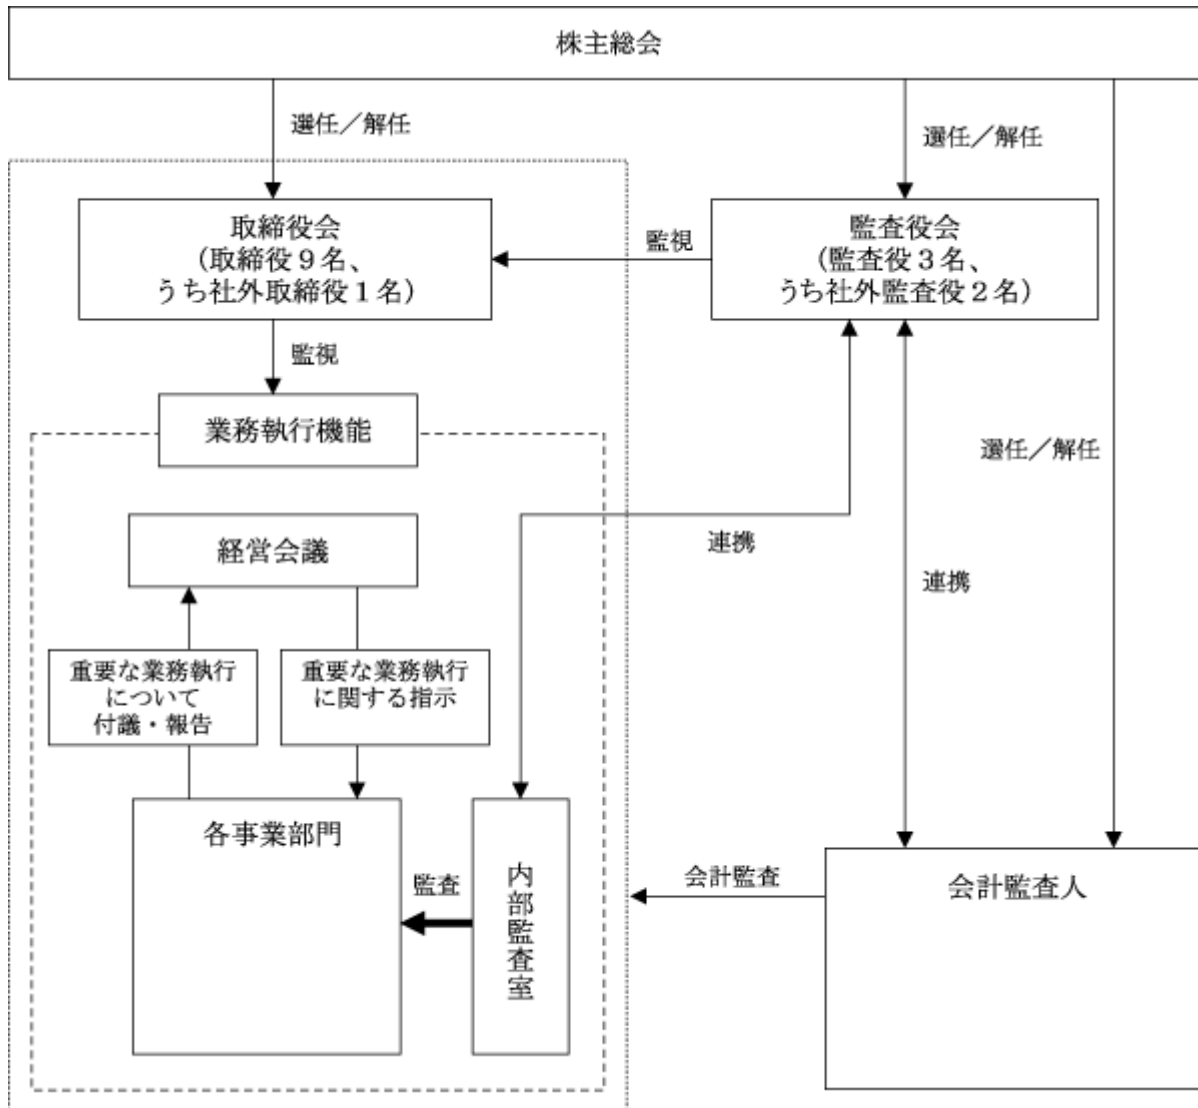 株主総会
選任／解任
選任／解任
取締役会
（取締役９名、
うち社外取締役１名）
監視
監査役会
（監査役３名、
うち社外監査役２名）
監視
業務執行機能
選任／解任
経営会議
連携
連携
重要な業務執行
について
付議・報告
重要な業務執行
に関する指示
各事業部門
監査
内部監査室
会計監査
会計監査人